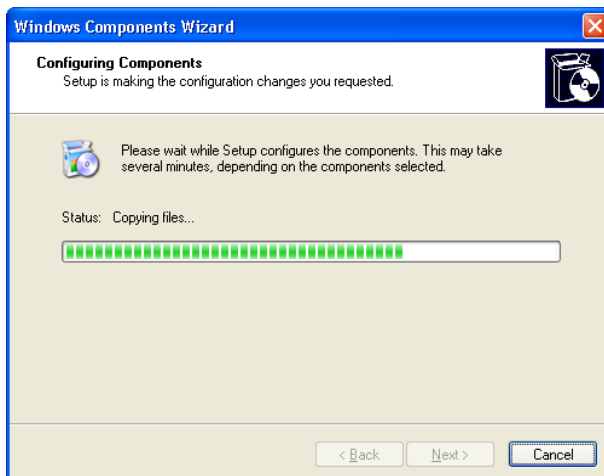 Windows Components Wizard
Configuring Components
Setup is making the configuration changes you requested.
Please wait while Setup configures the components. This may take
several minutes, depending on the components selected.
Status: Copying files...
< Back Next > Cancel